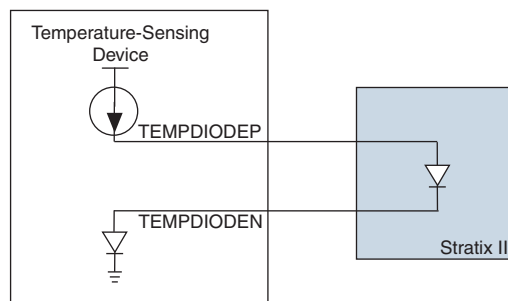 Temperature-Sensing
Device
TEMPDIODEP
TEMPDIODEN
Stratix II